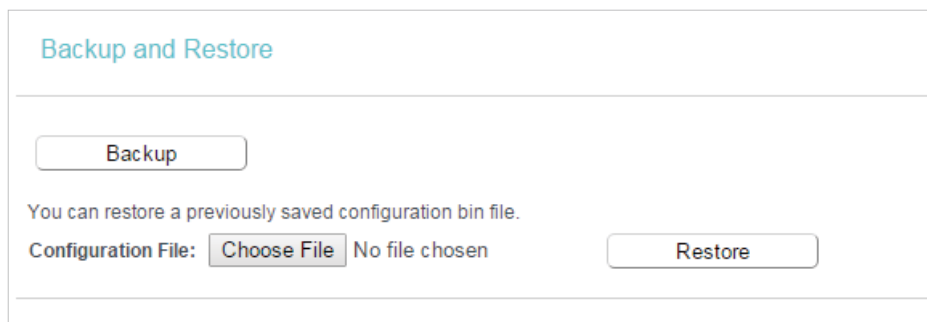 Backup and Restore
Backup
You can restore a previously saved configuration bin file.
Configuration File: Choose File No file chosen Restore